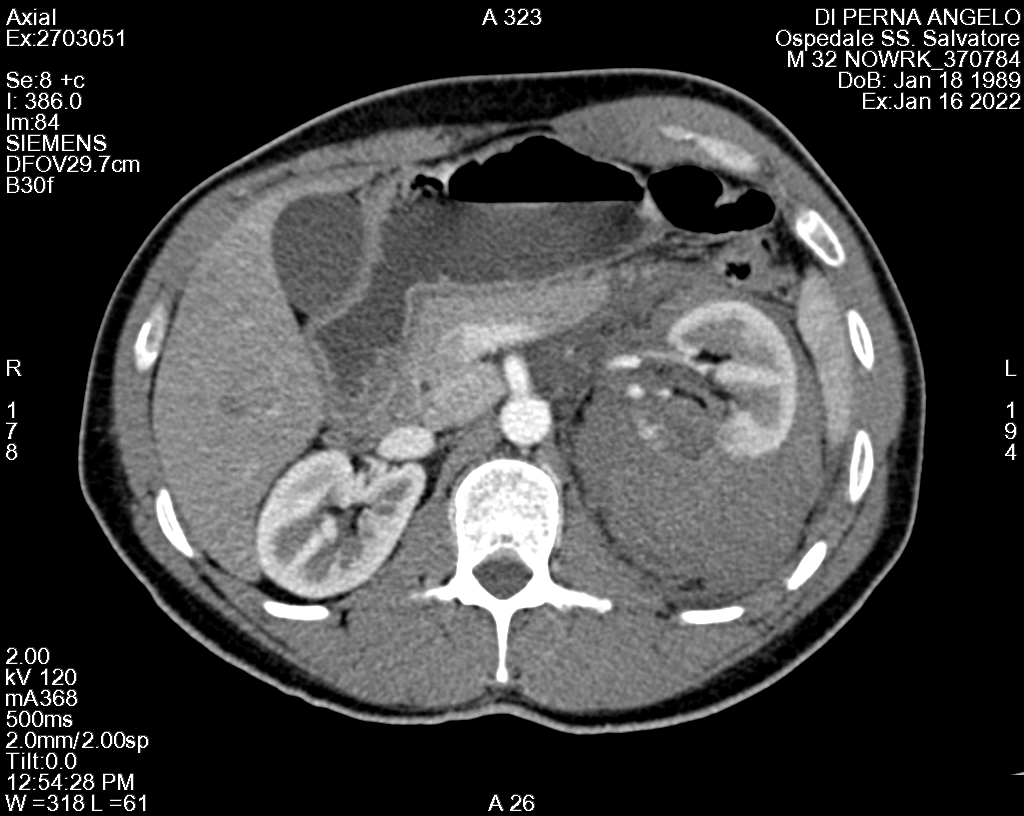 Axial
Ex:2703051
Se:8 +c
I: 386.0
Im:84
SIEMENS
DFOV29.7cm
B30f
A 323
DI PERNA ANGELO
Ospedale SS. Salvatore
M 32 NOWRK_370784
DoB: Jan 18 1989
Ex:Jan 16 2022
R
1
7
8
L
1
9
4
2.00
kV 120
mA368
500ms
2.0mm/2.00sp
Tilt:0.0
12:54:28 PM
W =318 L =61
A 26